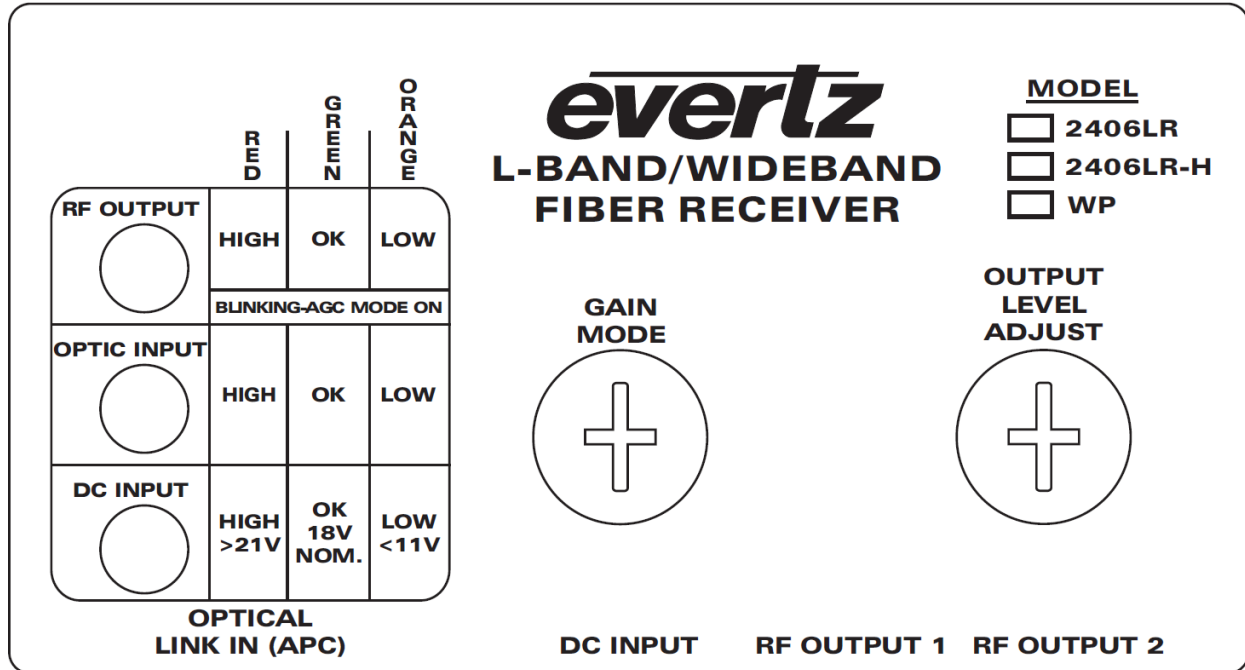 RED
GREEN
ORANGE
evertz
L-BAND/WIDEBAND
FIBER RECEIVER
MODEL
2406LR
2406LR-H
WP
RF OUTPUT
HIGH
OK
LOW
BLINKING-AGC MODE ON
OPTIC INPUT
HIGH
OK
LOW
DC INPUT
HIGH
>21V
OK
18V
NOM.
LOW
<11V
OPTICAL
LINK IN (APC)
GAIN
MODE
OUTPUT
LEVEL
ADJUST
DC INPUT
RF OUTPUT 1
RF OUTPUT 2